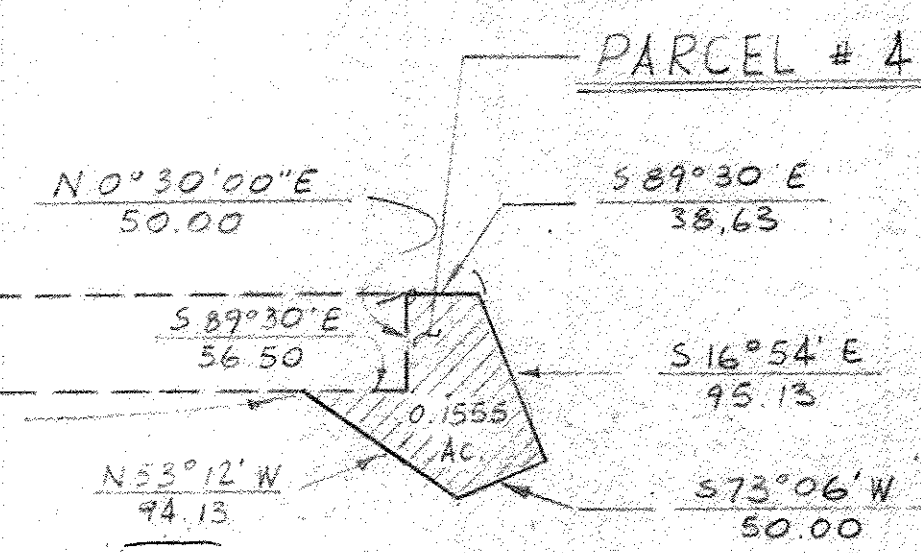 PARCEL # 4
N 0°30'00"E
50.00
S 89°30 E
38.63
S 89°30'E
56.50
S 16°54' E
95.13
0.1555
Ac.
N 53°12' W
94.13
S 73°06' W
50.00